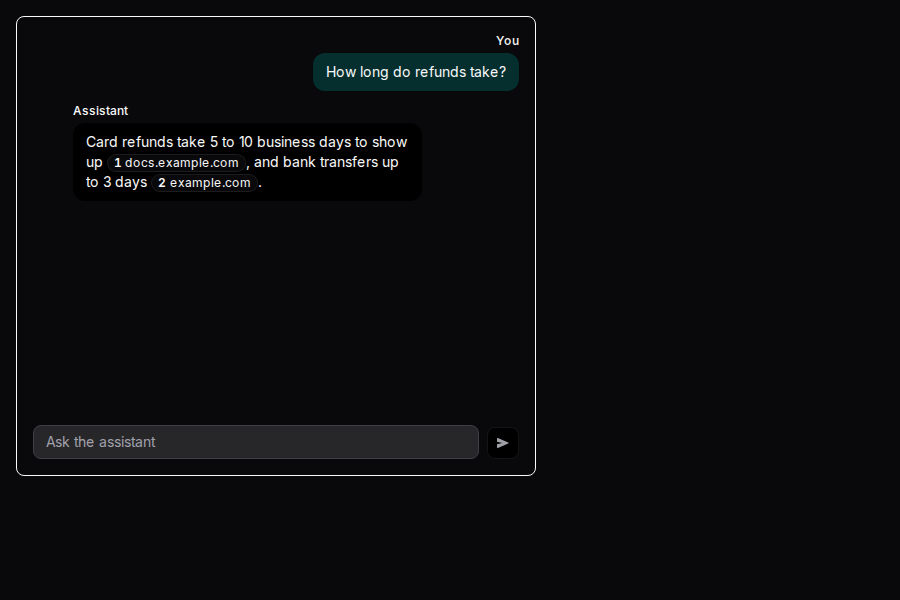 You
How long do refunds take?
Assistant
Card refunds take 5 to 10 business days to show
up 1 docs.example.com, and bank transfers up
to 3 days 2 example.com.
Ask the assistant